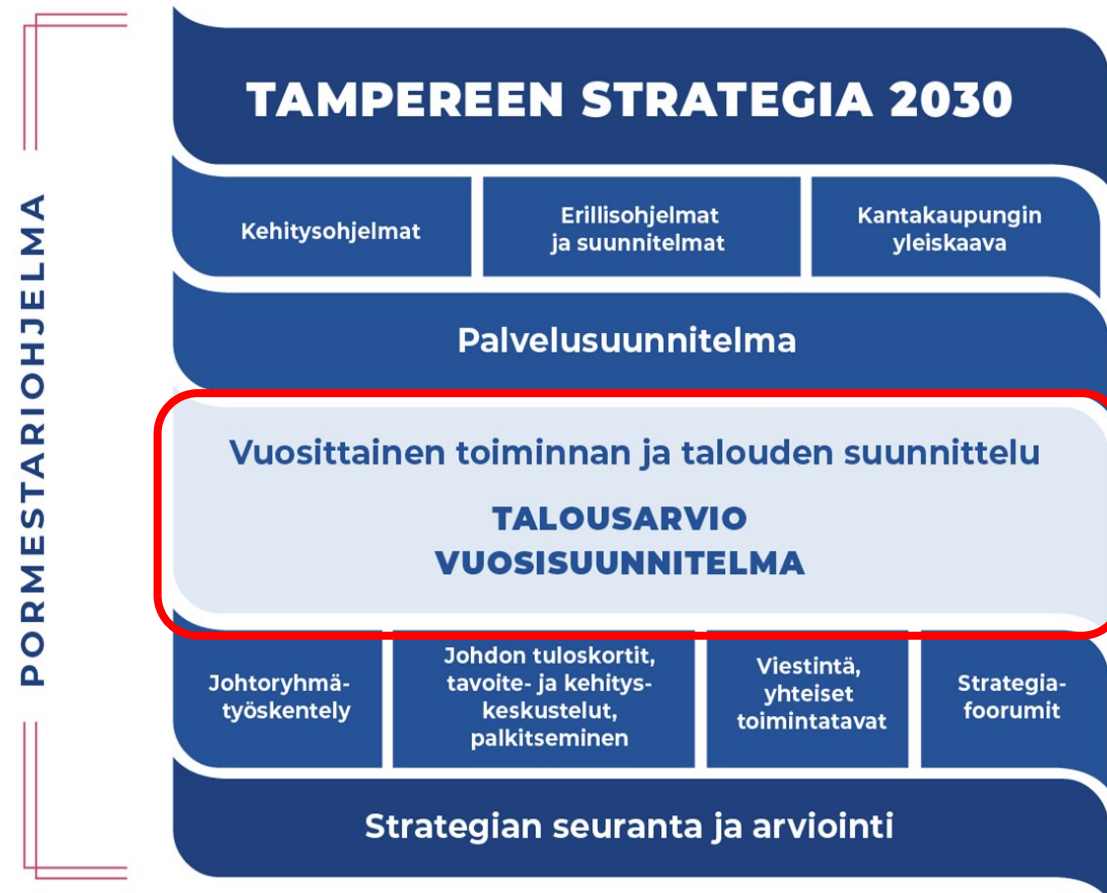 PORMESTARIOHJELMA
TAMPEREEN STRATEGIA 2030
Kehitysohjelmat
Erillisohjelmat
ja suunnitelmat
Kantakaupungin
yleiskaava
Palvelusuunnitelma
Vuosittainen toiminnan ja talouden suunnittelu
TALOUSARVIO
VUOSISUUNNITELMA
Johtoryhmä-
työskentely
Johdon tuloskortit,
tavoite- ja kehitys-
keskustelut,
palkitseminen
Viestintä,
yhteiset
toimintatavat
Strategia-
foorumit
Strategian seuranta ja arviointi